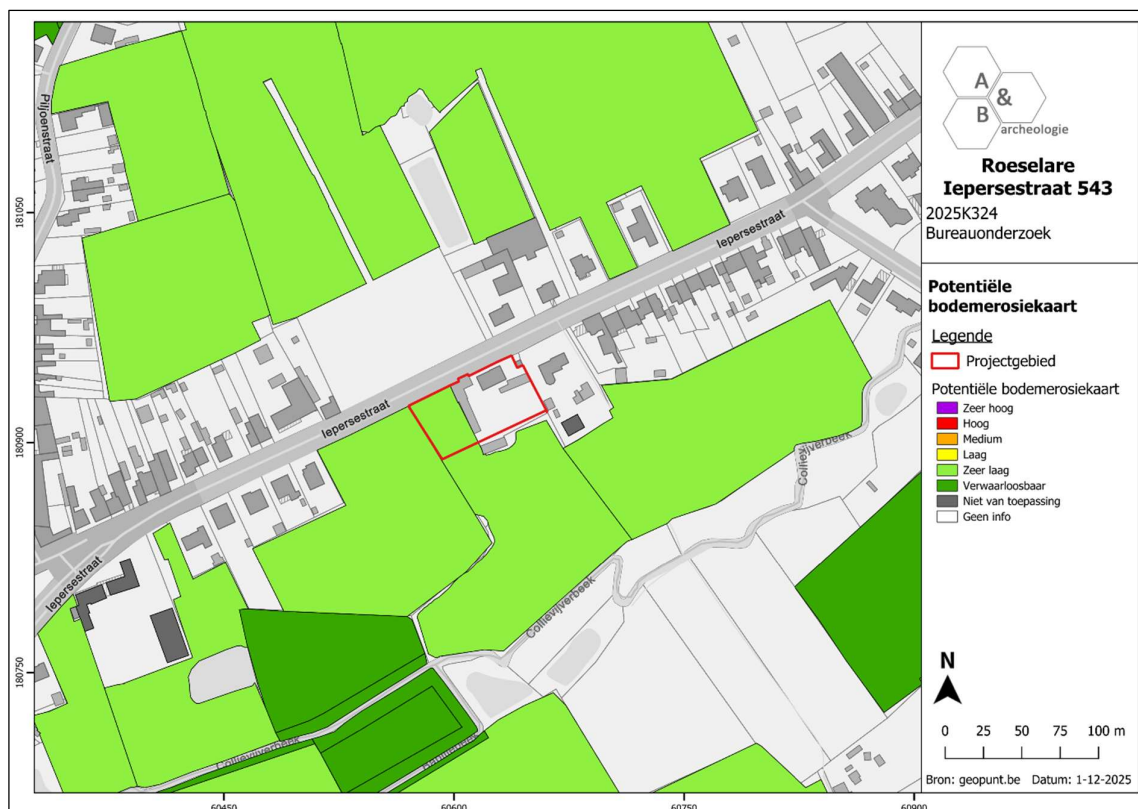 Piljoenstraat
Iepersestraat
Iepersestraat
Iepersestraat
Iepersestraat
Collievijverbeek
Collievijverbeek
Collievijverbeek
181050
180900
180750
60450
60600
60750
60900
A
&
B
archeologie
Roeselare
Iepersestraat 543
2025K324
Bureauonderzoek
Potentiële
bodemerosiekaart
Legende
Projectgebied
Potentiële bodemerosiekaart
Zeer hoog
Hoog
Medium
Laag
Zeer laag
Verwaarloosbaar
Niet van toepassing
Geen info
N
0 25 50 75 100 m
Bron: geopunt.be Datum: 1-12-2025